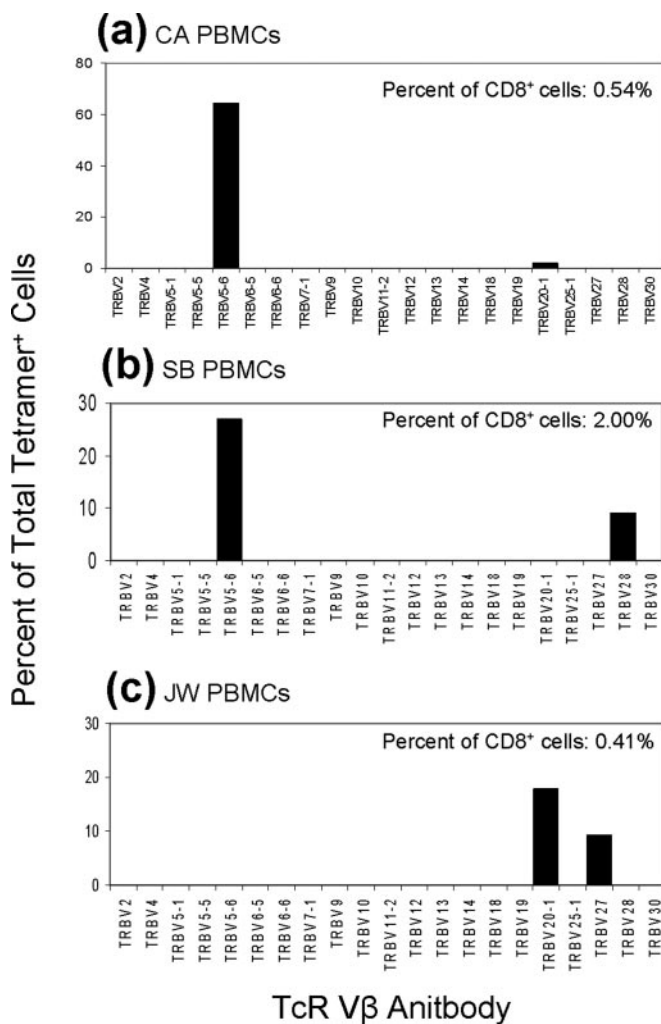 (a) CA PBMCs
Percent of CD8⁺ cells: 0.54%
80
60
40
20
0
TRBV2
TRBV4
TRBV5-1
TRBV5-5
TRBV5-6
TRBV6-5
TRBV6-6
TRBV7-1
TRBV9
TRBV10
TRBV11-2
TRBV12
TRBV13
TRBV14
TRBV18
TRBV19
TRBV20-1
TRBV25-1
TRBV27
TRBV28
TRBV30
Percent of Total Tetramer⁺ Cells
(b) SB PBMCs
Percent of CD8⁺ cells: 2.00%
30
20
10
0
TRBV2
TRBV4
TRBV5-1
TRBV5-5
TRBV5-6
TRBV6-5
TRBV6-6
TRBV7-1
TRBV9
TRBV10
TRBV11-2
TRBV12
TRBV13
TRBV14
TRBV18
TRBV19
TRBV20-1
TRBV25-1
TRBV27
TRBV28
TRBV30
(c) JW PBMCs
Percent of CD8⁺ cells: 0.41%
30
20
10
0
TRBV2
TRBV4
TRBV5-1
TRBV5-5
TRBV5-6
TRBV6-5
TRBV6-6
TRBV7-1
TRBV9
TRBV10
TRBV11-2
TRBV12
TRBV13
TRBV14
TRBV18
TRBV19
TRBV20-1
TRBV25-1
TRBV27
TRBV28
TRBV30
TcR Vβ Anitbody